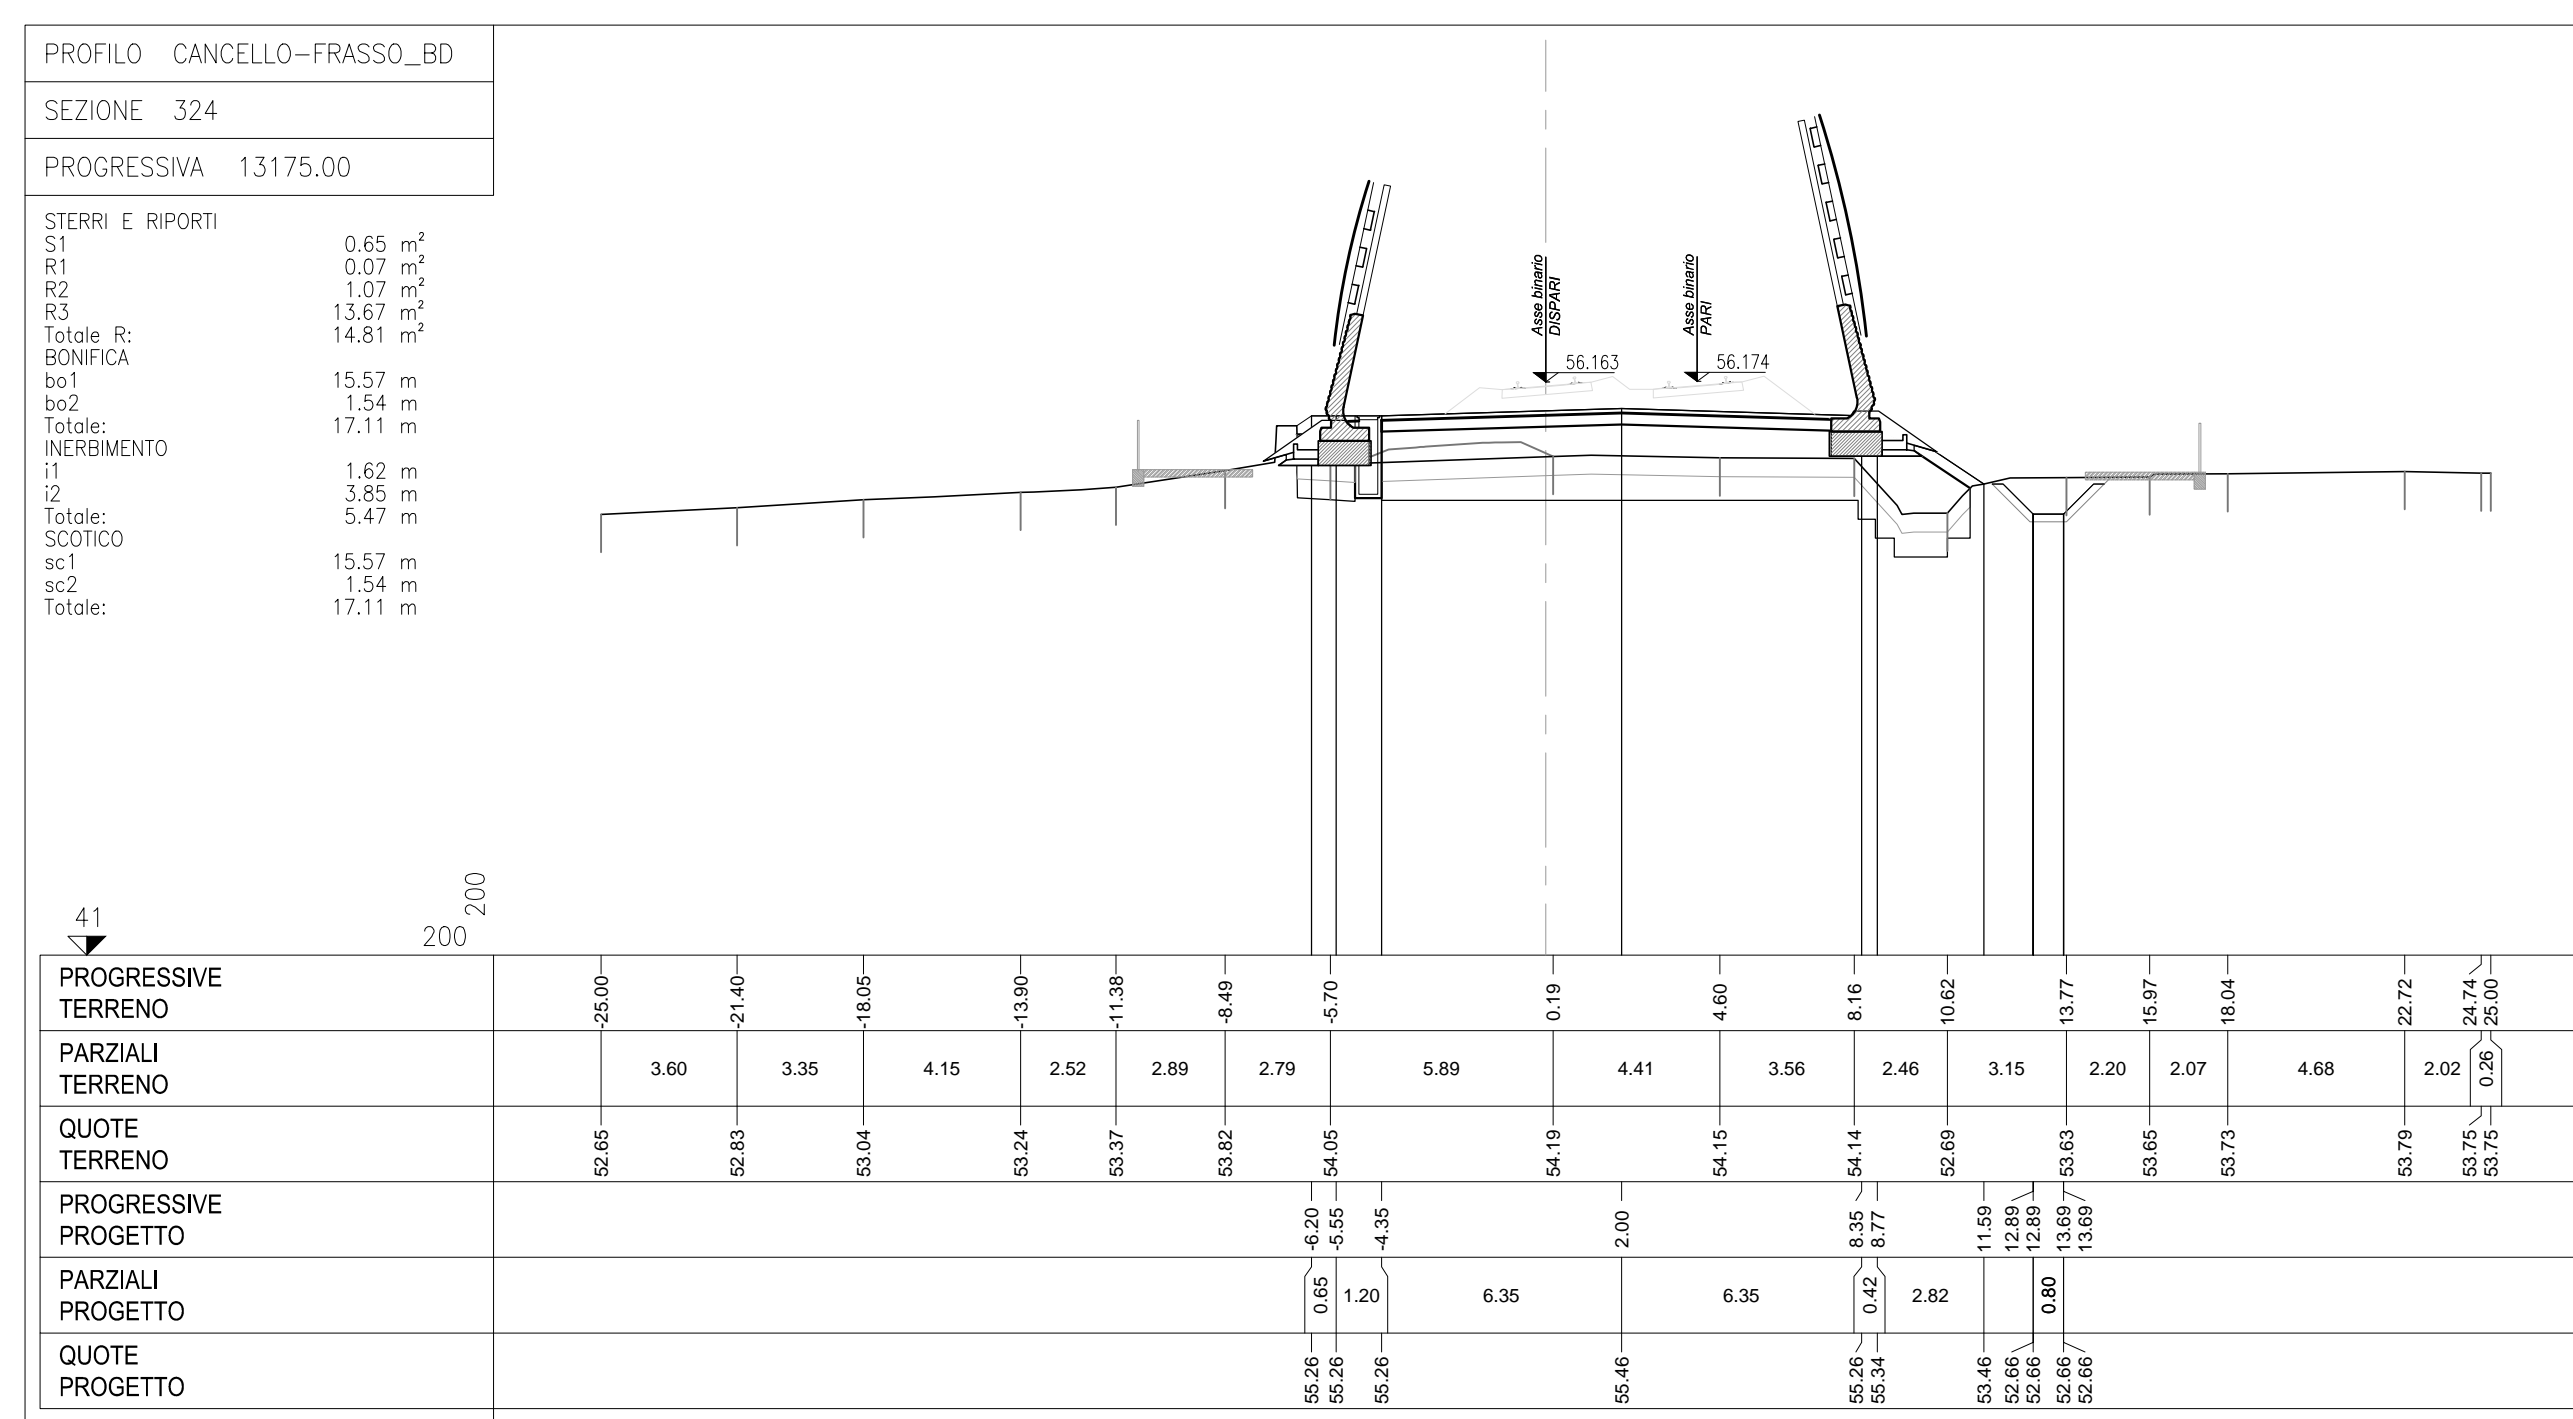 PROFILO CANCELLO-FRASSO_BD
SEZIONE 324
PROGRESSIVA 13175.00
STERRI E RIPORTI
S1 0.65 m²
R1 0.07 m²
R2 1.07 m²
R3 13.67 m²
Totale R: 14.81 m²
BONIFICA
bo1 15.57 m
bo2 1.54 m
Totale: 17.11 m
INERBIMENTO
i1 1.62 m
i2 3.85 m
Totale: 5.47 m
SCOTICO
sc1 15.57 m
sc2 1.54 m
Totale: 17.11 m
Asse binario
DISPARI
56.163
Asse binario
PARI
56.174
41
200
200
PROGRESSIVE
TERRENO
-25.00 -21.40 -18.05 -13.90 -11.38 -8.49 -5.70 0.19 4.60 8.16 10.62 13.77 15.97 18.04 22.72 24.74 25.00
PARZIALI
TERRENO
3.60 3.35 4.15 2.52 2.89 2.79 5.89 4.41 3.56 2.46 3.15 2.20 2.07 4.68 2.02 0.26
QUOTE
TERRENO
52.65 52.83 53.04 53.24 53.37 53.82 54.05 54.19 54.15 54.14 52.69 53.63 53.65 53.73 53.79 53.75 53.75
PROGRESSIVE
PROGETTO
-6.20 -5.55 -4.35 2.00 8.35 8.77 11.59 12.89 12.89 13.69 13.69
PARZIALI
PROGETTO
0.65 1.20 6.35 6.35 0.42 2.82 0.80
QUOTE
PROGETTO
55.26 55.26 55.26 55.46 55.26 55.34 53.46 52.66 52.66 52.66 52.66